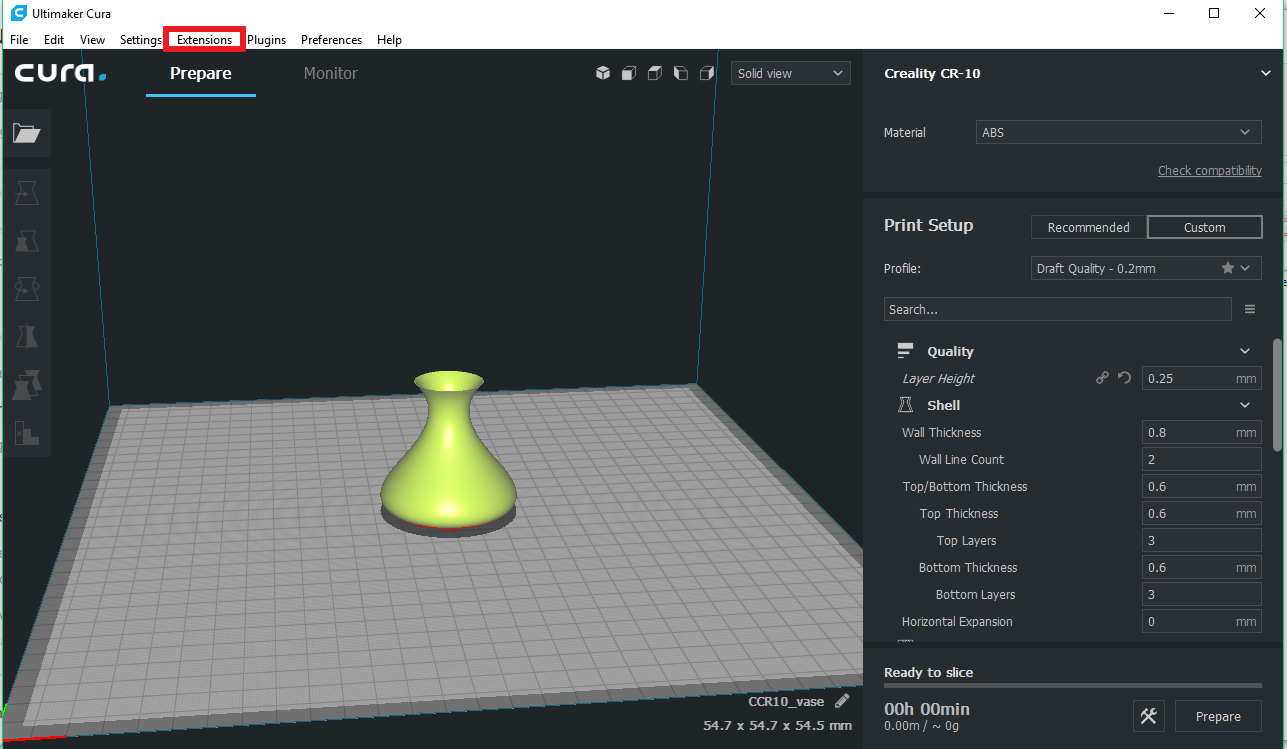 Ultimaker Cura
File Edit View Settings Extensions Plugins Preferences Help
cura.
Prepare
Monitor
Solid view
Creality CR-10
Material
ABS
Check compatibility
Print Setup
Recommended
Custom
Profile:
Draft Quality - 0.2mm
Search...
Quality
Layer Height
0.25 mm
Shell
Wall Thickness
0.8 mm
Wall Line Count
2
Top/Bottom Thickness
0.6 mm
Top Thickness
0.6 mm
Top Layers
3
Bottom Thickness
0.6 mm
Bottom Layers
3
Horizontal Expansion
0 mm
CCR10_vase
54.7 x 54.7 x 54.5 mm
Ready to slice
00h 00min
0.00m / ~ 0g
Prepare